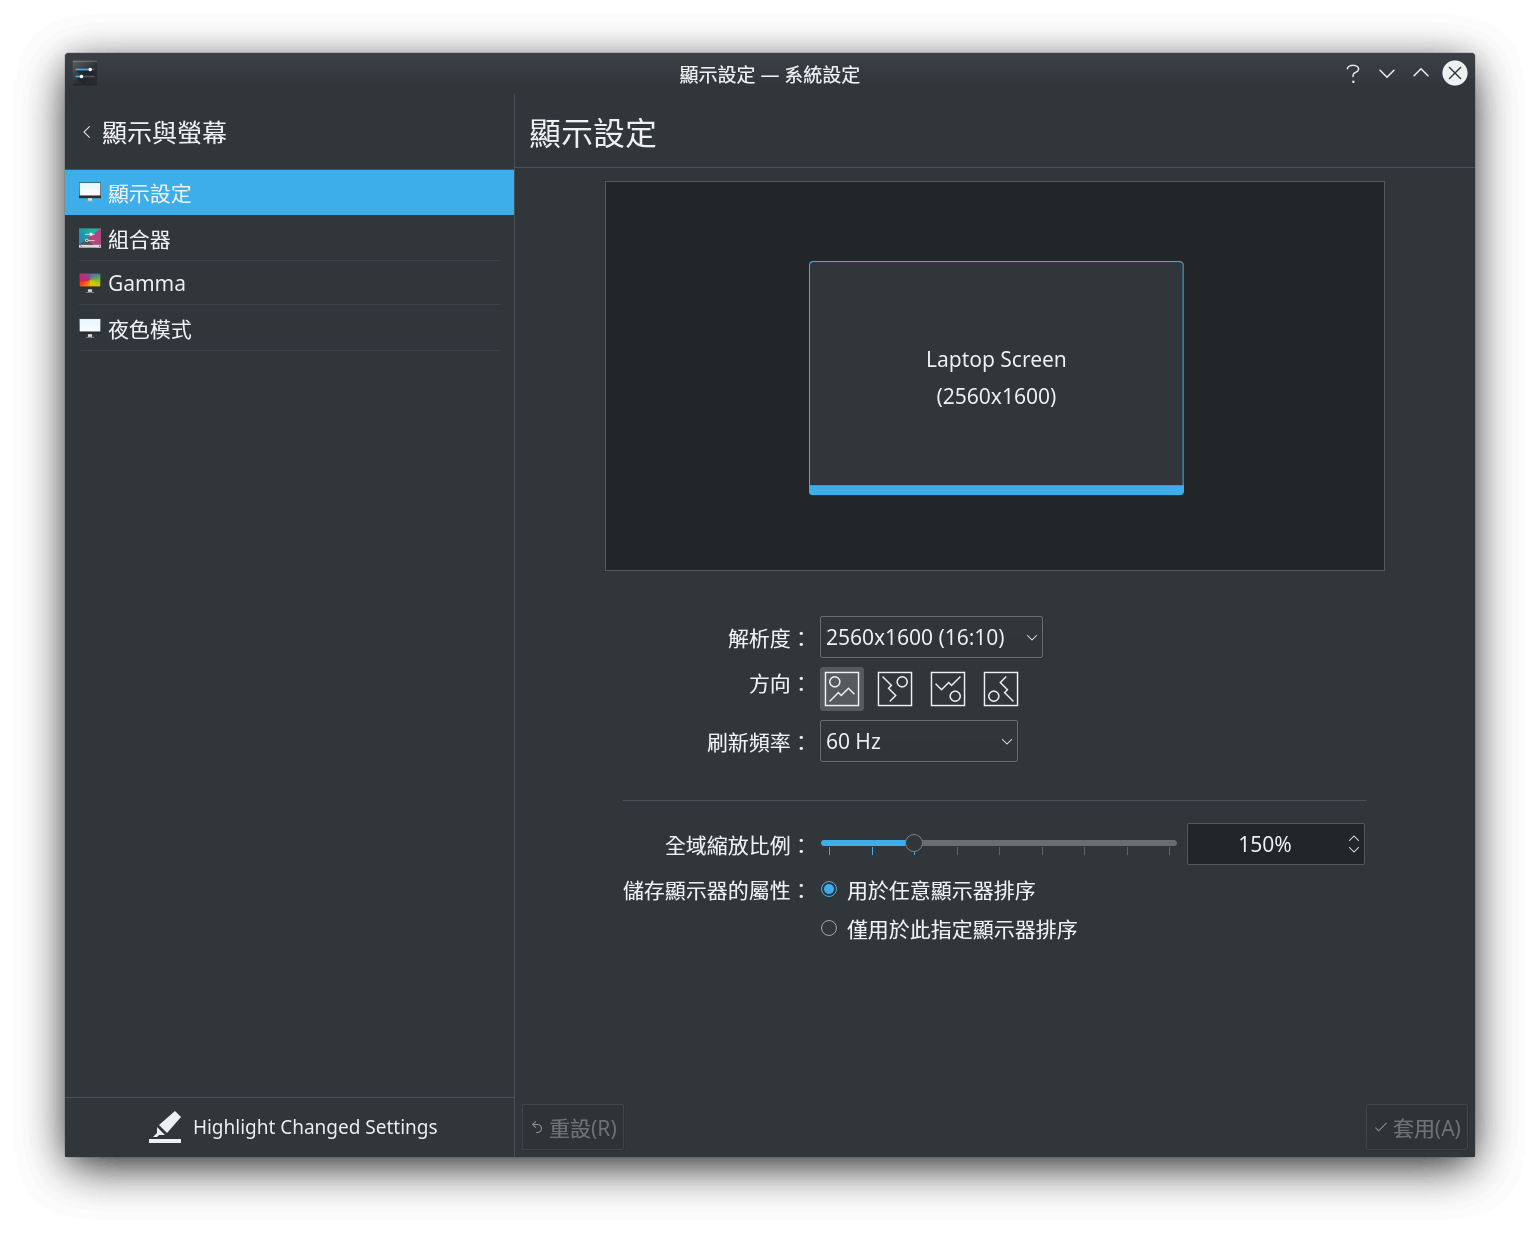 顯示設定 — 系統設定
顯示與螢幕
顯示設定
組合器
Gamma
夜色模式
Highlight Changed Settings
顯示設定
Laptop Screen
(2560x1600)
解析度： 2560x1600 (16:10)
方向：
刷新頻率： 60 Hz
全域縮放比例： 150%
儲存顯示器的屬性： 用於任意顯示器排序
僅用於此指定顯示器排序
重設(R) 套用(A)